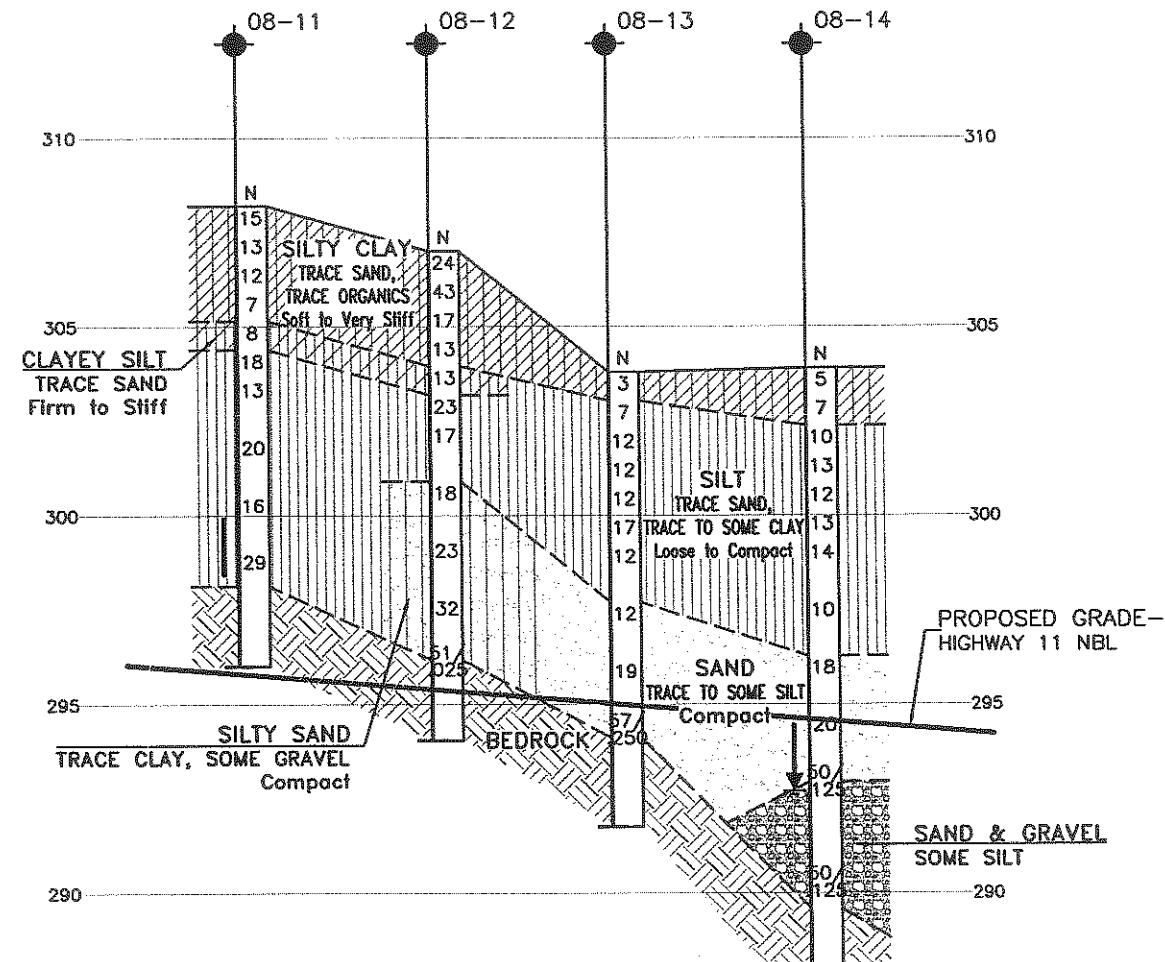 08-11
08-12
08-13
08-14
310
310
N
15
13
12
7
8
18
13
20
16
29
SILTY CLAY
TRACE SAND,
TRACE ORGANICS
Soft to Very Stiff
N
24
43
17
13
13
23
17
18
23
32
51/
025
305
305
CLAYEY SILT
TRACE SAND
Firm to Stiff
N
3
7
12
12
12
17
12
12
19
57/
250
N
5
7
10
13
12
13
14
10
18
20
50/
125
50/
125
SILT
TRACE SAND,
TRACE TO SOME CLAY
Loose to Compact
300
300
PROPOSED GRADE-
HIGHWAY 11 NBL
SAND
TRACE TO SOME SILT
Compact
295
295
SILTY SAND
TRACE CLAY, SOME GRAVEL
Compact
BEDROCK
SAND & GRAVEL
SOME SILT
290
290